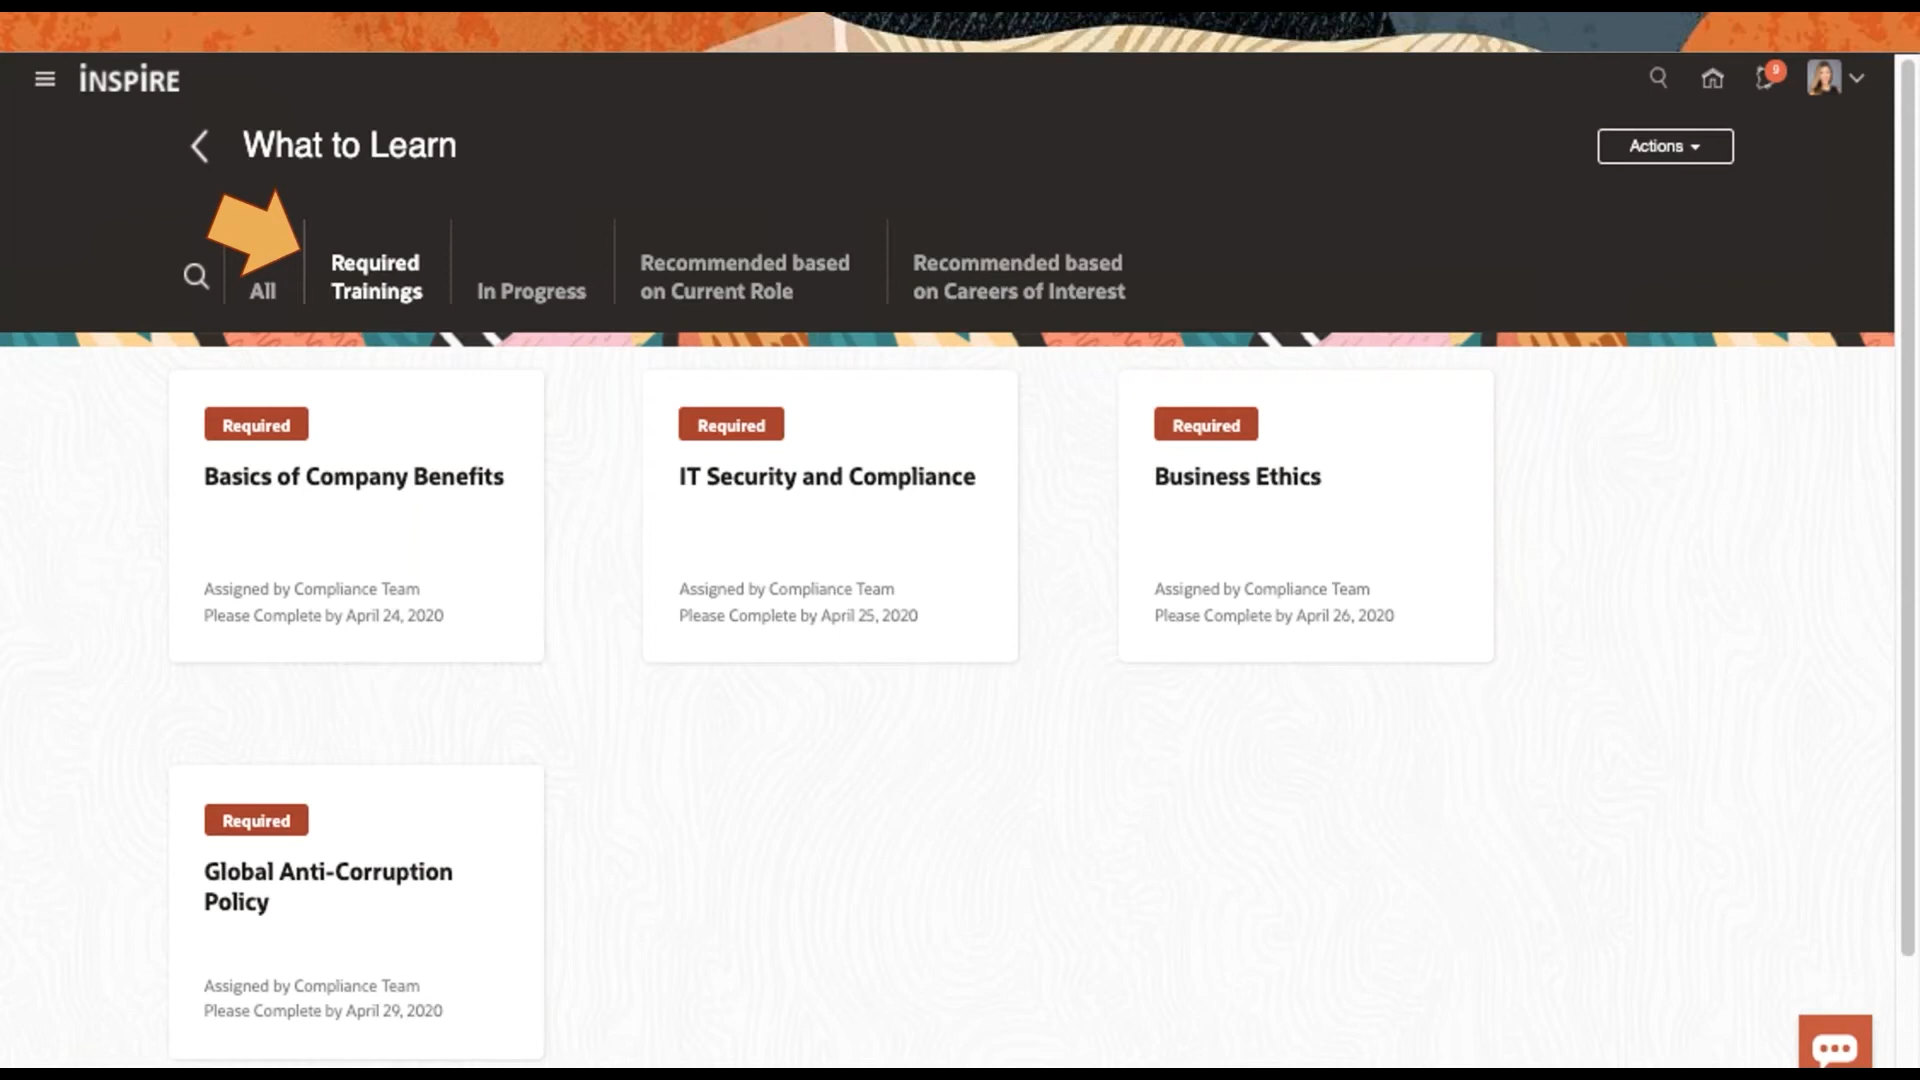 iNSPiRE
9
What to Learn
Actions
All
Required
Trainings
In Progress
Recommended based
on Current Role
Recommended based
on Careers of Interest
Required
Basics of Company Benefits
Assigned by Compliance Team
Please Complete by April 24, 2020
Required
IT Security and Compliance
Assigned by Compliance Team
Please Complete by April 25, 2020
Required
Business Ethics
Assigned by Compliance Team
Please Complete by April 26, 2020
Required
Global Anti-Corruption
Policy
Assigned by Compliance Team
Please Complete by April 29, 2020